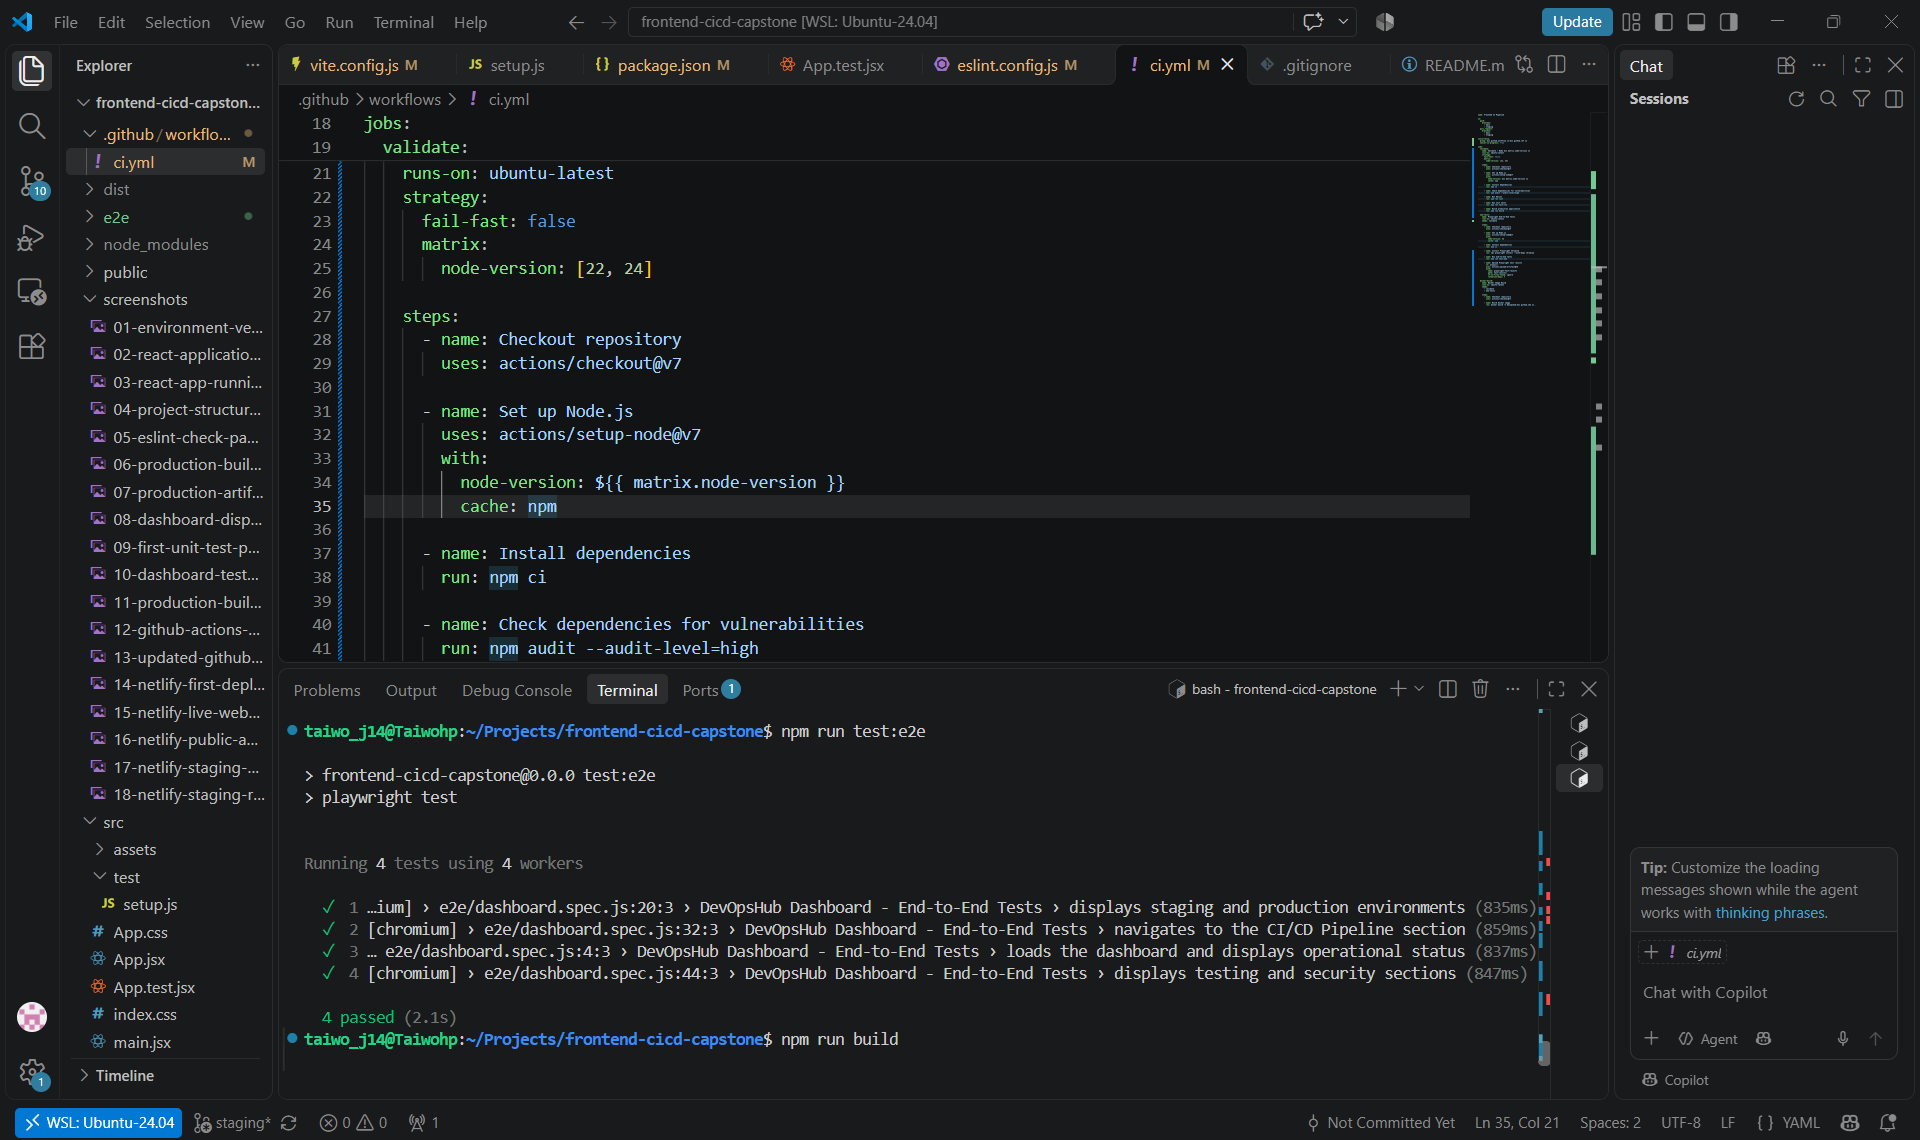 File Edit Selection View Go Run Terminal Help
frontend-cicd-capstone [WSL: Ubuntu-24.04]
Update
Explorer
frontend-cicd-capston...
.github/workflo...
! ci.yml M
dist
e2e
node_modules
public
screenshots
01-environment-ve...
02-react-applicatio...
03-react-app-runni...
04-project-structur...
05-eslint-check-pa...
06-production-buil...
07-production-artif...
08-dashboard-disp...
09-first-unit-test-p...
10-dashboard-test...
11-production-buil...
12-github-actions-...
13-updated-github...
14-netlify-first-depl...
15-netlify-live-web...
16-netlify-public-a...
17-netlify-staging-...
18-netlify-staging-r...
src
assets
test
JS setup.js
# App.css
App.jsx
App.test.jsx
# index.css
main.jsx
Timeline
10
1
vite.config.js M
JS setup.js
{} package.json M
App.test.jsx
eslint.config.js M
! ci.yml M
.gitignore
README.m
.github > workflows > ! ci.yml
18 jobs:
19 validate:
21 runs-on: ubuntu-latest
22 strategy:
23 fail-fast: false
24 matrix:
25 node-version: [22, 24]
26
27 steps:
28 - name: Checkout repository
29 uses: actions/checkout@v7
30
31 - name: Set up Node.js
32 uses: actions/setup-node@v7
33 with:
34 node-version: ${{ matrix.node-version }}
35 cache: npm
36
37 - name: Install dependencies
38 run: npm ci
39
40 - name: Check dependencies for vulnerabilities
41 run: npm audit --audit-level=high
Problems Output Debug Console Terminal Ports 1
bash - frontend-cicd-capstone
taiwo_j14@Taiwohp:~/Projects/frontend-cicd-capstone$ npm run test:e2e
> frontend-cicd-capstone@0.0.0 test:e2e
> playwright test
Running 4 tests using 4 workers
✓ 1 …ium] › e2e/dashboard.spec.js:20:3 › DevOpsHub Dashboard - End-to-End Tests › displays staging and production environments (835ms)
✓ 2 [chromium] › e2e/dashboard.spec.js:32:3 › DevOpsHub Dashboard - End-to-End Tests › navigates to the CI/CD Pipeline section (859ms)
✓ 3 … e2e/dashboard.spec.js:4:3 › DevOpsHub Dashboard - End-to-End Tests › loads the dashboard and displays operational status (837ms)
✓ 4 [chromium] › e2e/dashboard.spec.js:44:3 › DevOpsHub Dashboard - End-to-End Tests › displays testing and security sections (847ms)
4 passed (2.1s)
taiwo_j14@Taiwohp:~/Projects/frontend-cicd-capstone$ npm run build
Chat
Sessions
Tip: Customize the loading
messages shown while the agent
works with thinking phrases.
! ci.yml
Chat with Copilot
Agent
Copilot
WSL: Ubuntu-24.04
staging*
0 0
1
Not Committed Yet
Ln 35, Col 21
Spaces: 2
UTF-8
LF
{} YAML